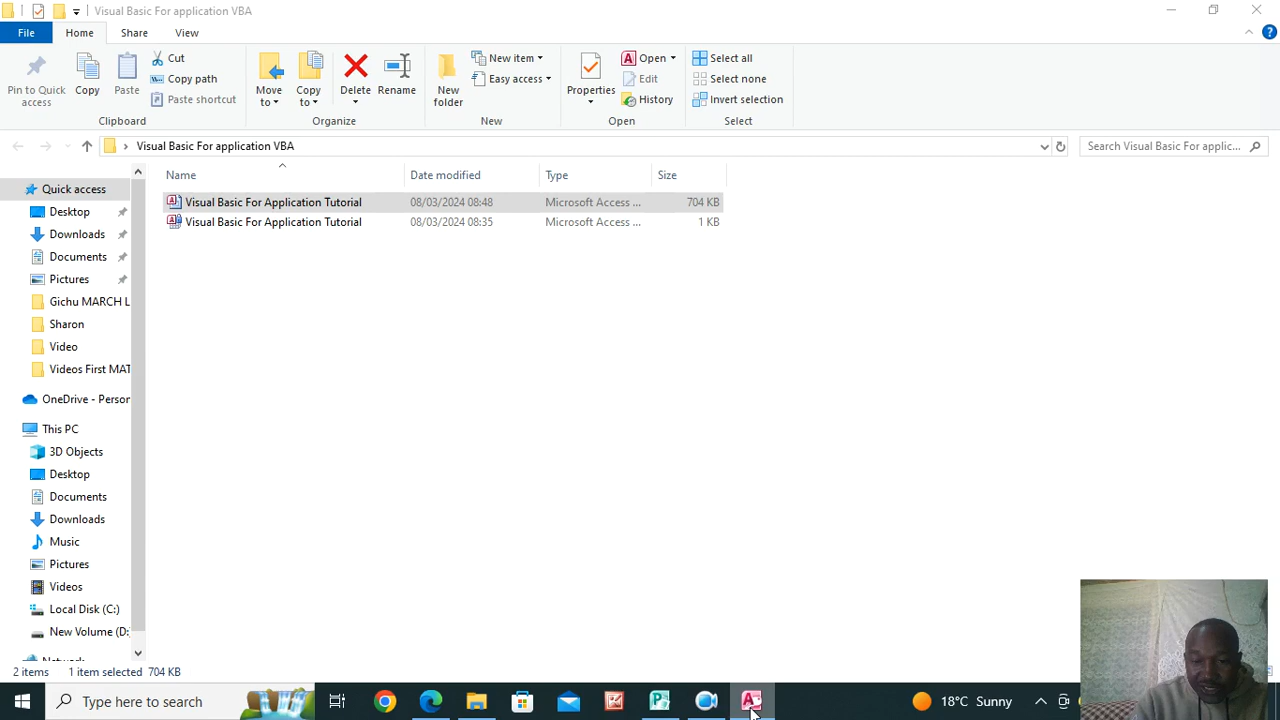 Visual Basic For application VBA
File Home Share View
Pin to Quick access
Copy
Paste
Cut
Copy path
Paste shortcut
Clipboard
Move to
Copy to
Delete
Rename
Organize
New folder
New item
Easy access
New
Properties
Open
Edit
History
Open
Select all
Select none
Invert selection
Select
Visual Basic For application VBA
Search Visual Basic For applic...
Name Date modified Type Size
Visual Basic For Application Tutorial 08/03/2024 08:48 Microsoft Access ... 704 KB
Visual Basic For Application Tutorial 08/03/2024 08:35 Microsoft Access ... 1 KB
Quick access
Desktop
Downloads
Documents
Pictures
Gichu MARCH L
Sharon
Video
Videos First MAT
OneDrive - Person
This PC
3D Objects
Desktop
Documents
Downloads
Music
Pictures
Videos
Local Disk (C:)
New Volume (D:)
Network
2 items 1 item selected 704 KB
Type here to search
18°C Sunny